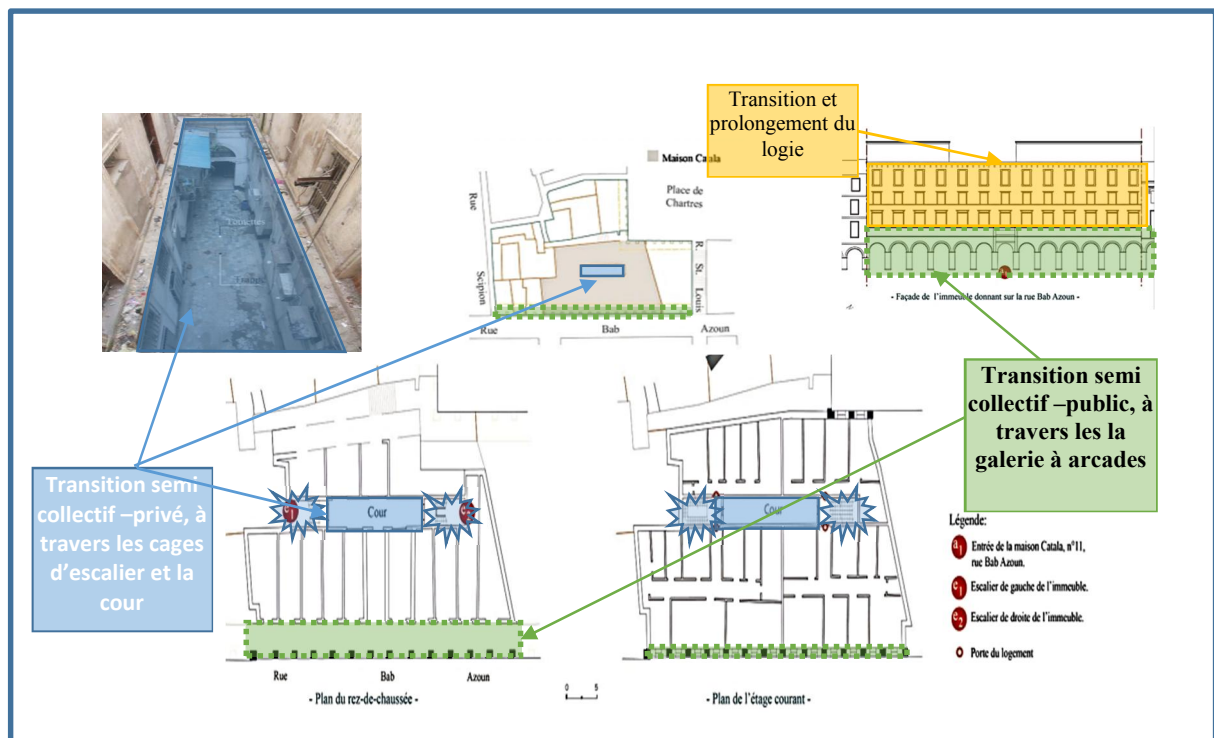 Transition et
prolongement du
logie
Maison Catala
Place de
Chartres
Rue
Scipion
R. St. Louis
Rue
Bab
Azoun
- Façade de l'immeuble donnant sur la rue Bab Azoun -
Transition semi
collectif –public, à
travers les la
galerie à arcades
Transition semi
collectif –privé, à
travers les cages
d'escalier et la
cour
Cour
e1
Rue
Bab
Azoun
- Plan du rez-de-chaussée -
0 5
Cour
- Plan de l'étage courant -
Légende:
a1 Entrée de la maison Catala, n°11,
rue Bab Azoun.
e1 Escalier de gauche de l'immeuble.
e2 Escalier de droite de l'immeuble.
Porte du logement